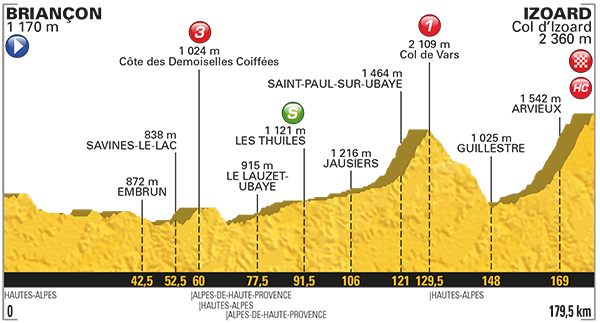 BRIANÇON
1 170 m
3
1 024 m
Côte des Demoiselles Coiffées
838 m
SAVINES-LE-LAC
872 m
EMBRUN
S
1 121 m
LES THUILES
915 m
LE LAUZET-
UBAYE
1 216 m
JAUSIERS
1 464 m
SAINT-PAUL-SUR-UBAYE
1
2 109 m
Col de Vars
1 025 m
GUILLESTRE
1 542 m
ARVIEUX
IZOARD
Col d'Izoard
2 360 m
HC
42,5 52,5 60 77,5 91,5 106 121 129,5 148 169
HAUTES-ALPES
ALPES-DE-HAUTE-PROVENCE
HAUTES-ALPES
ALPES-DE-HAUTE-PROVENCE
HAUTES-ALPES
0
179,5 km